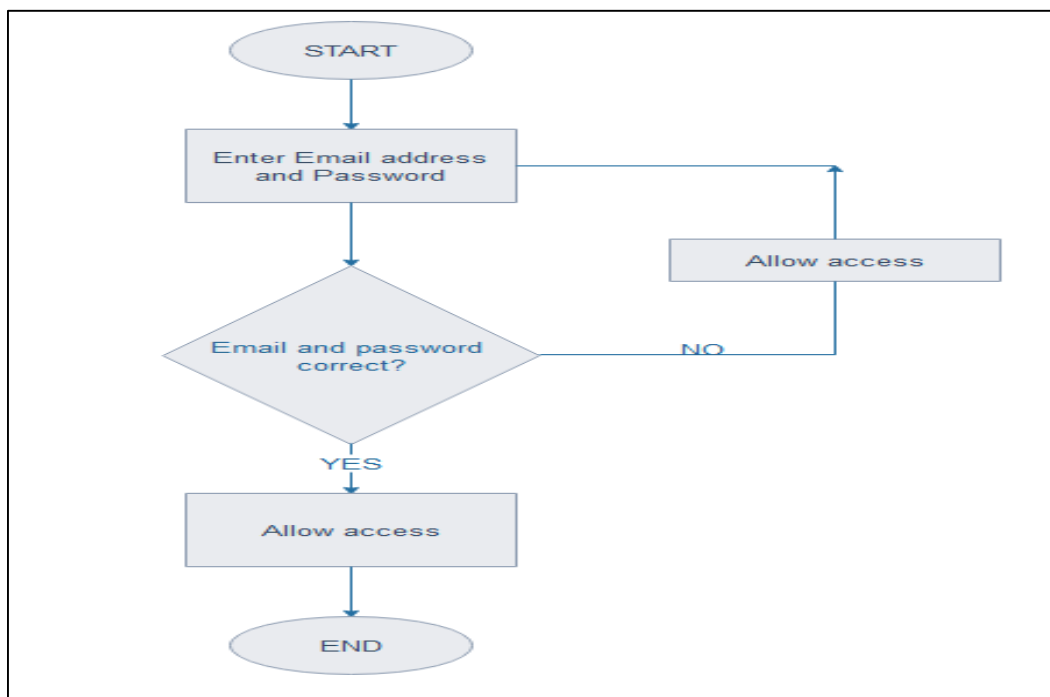 START
Enter Email address
and Password
Allow access
Email and password
correct?
NO
YES
Allow access
END